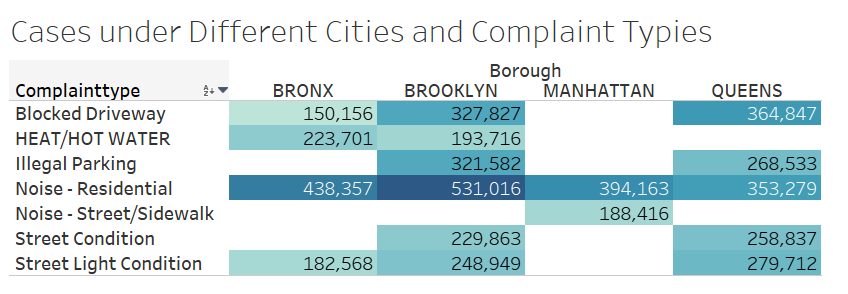 Cases under Different Cities and Complaint Typies
Borough
Complainttype BRONX BROOKLYN MANHATTAN QUEENS
Blocked Driveway 150,156 327,827 364,847
HEAT/HOT WATER 223,701 193,716
Illegal Parking 321,582 268,533
Noise - Residential 438,357 531,016 394,163 353,279
Noise - Street/Sidewalk 188,416
Street Condition 229,863 258,837
Street Light Condition 182,568 248,949 279,712